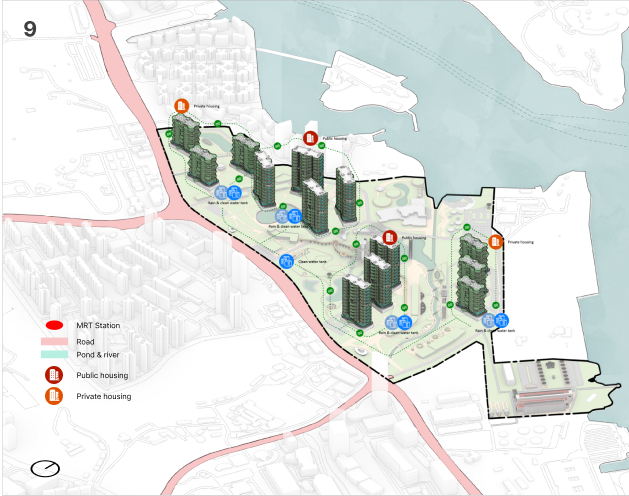 9
Private housing
Public housing
Rain & clean water tank
Rain & clean water tank
Public housing
Private housing
Clean water tank
Rain & clean water tank
Rain & clean water tank
MRT Station
Road
Pond & river
Public housing
Private housing